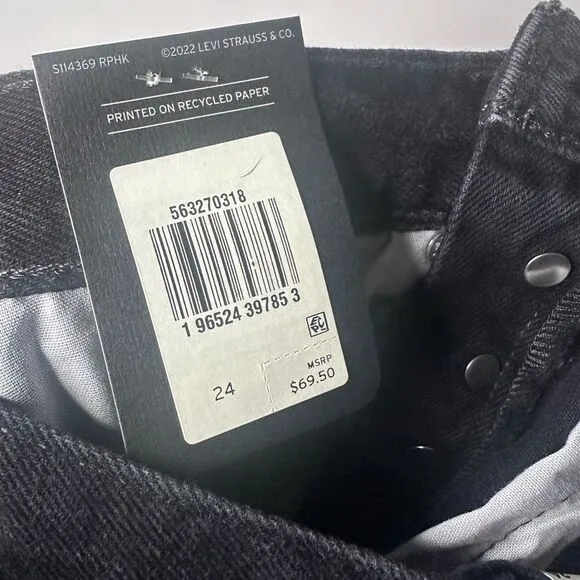 S114369 RPHK ©2022 LEVI STRAUSS & CO.
PRINTED ON RECYCLED PAPER
563270318
1 96524 39785 3
24
MSRP
$69.50